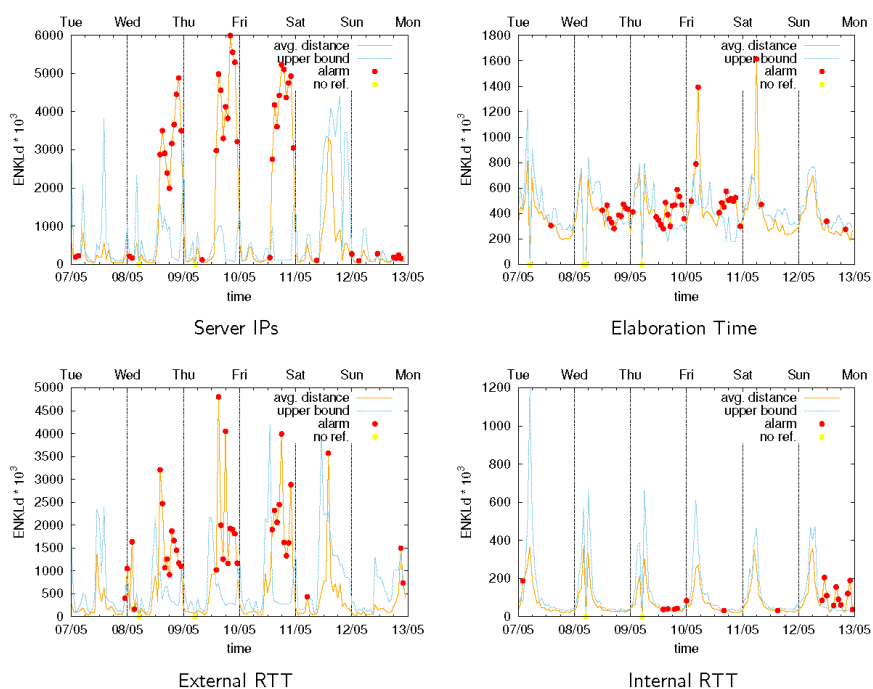 Tue Wed Thu Fri Sat Sun Mon
6000
5000
4000
3000
2000
1000
0
ENKLd * 10^3
avg. distance
upper bound
alarm
no ref.
07/05 08/05 09/05 10/05 11/05 12/05 13/05
time
Server IPs
Tue Wed Thu Fri Sat Sun Mon
1800
1600
1400
1200
1000
800
600
400
200
0
ENKLd * 10^3
avg. distance
upper bound
alarm
no ref.
07/05 08/05 09/05 10/05 11/05 12/05 13/05
time
Elaboration Time
Tue Wed Thu Fri Sat Sun Mon
5000
4500
4000
3500
3000
2500
2000
1500
1000
500
0
ENKLd * 10^3
avg. distance
upper bound
alarm
no ref.
07/05 08/05 09/05 10/05 11/05 12/05 13/05
time
External RTT
Tue Wed Thu Fri Sat Sun Mon
1200
1000
800
600
400
200
0
ENKLd * 10^3
avg. distance
upper bound
alarm
no ref.
07/05 08/05 09/05 10/05 11/05 12/05 13/05
time
Internal RTT